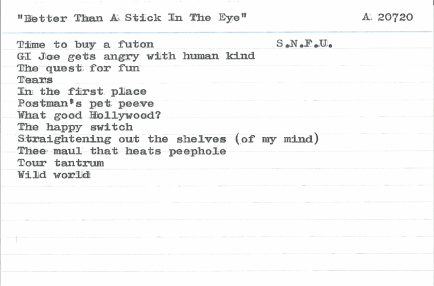 "Better Than A Stick In The Eye" A 20720
Time to buy a futon S.N.F.U.
GI Joe gets angry with human kind
The quest for fun
Tears
In the first place
Postman's pet peeve
What good Hollywood?
The happy switch
Straightening out the shelves (of my mind)
Thee maul that heats peephole
Tour tantrum
Wild world